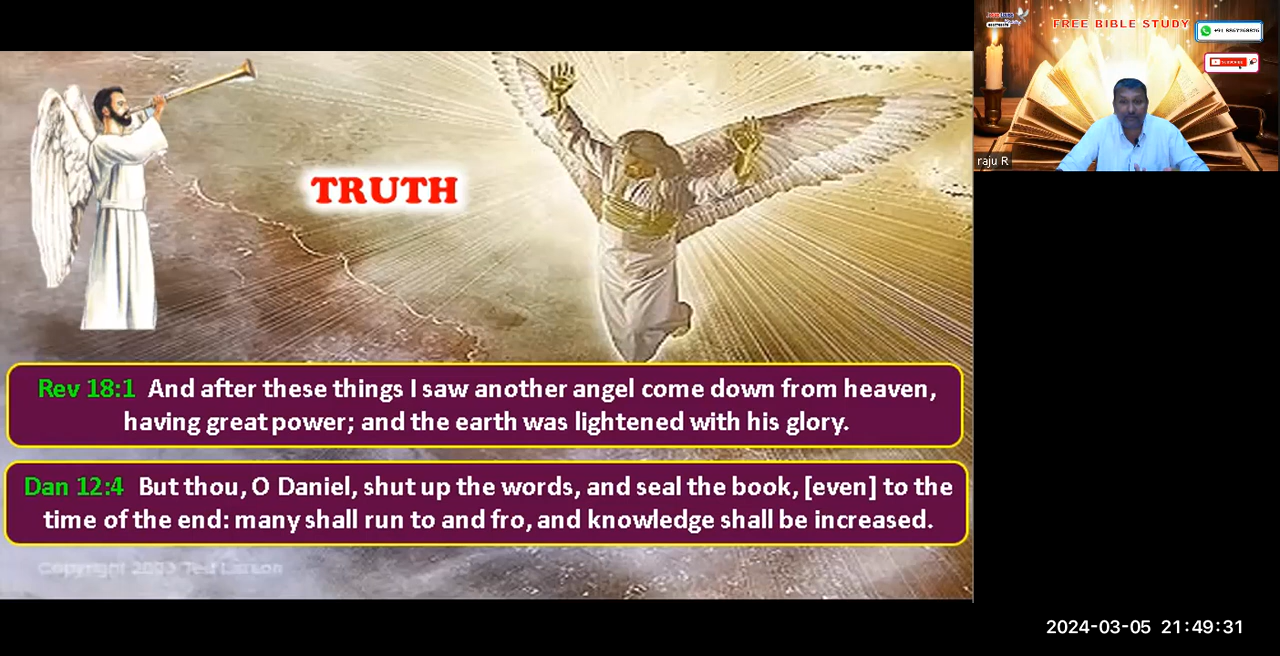 TRUTH
Rev 18:1 And after these things I saw another angel come down from heaven,
having great power; and the earth was lightened with his glory.
Dan 12:4 But thou, O Daniel, shut up the words, and seal the book, [even] to the
time of the end: many shall run to and fro, and knowledge shall be increased.
FREE BIBLE STUDY
raju R
2024-03-05 21:49:31